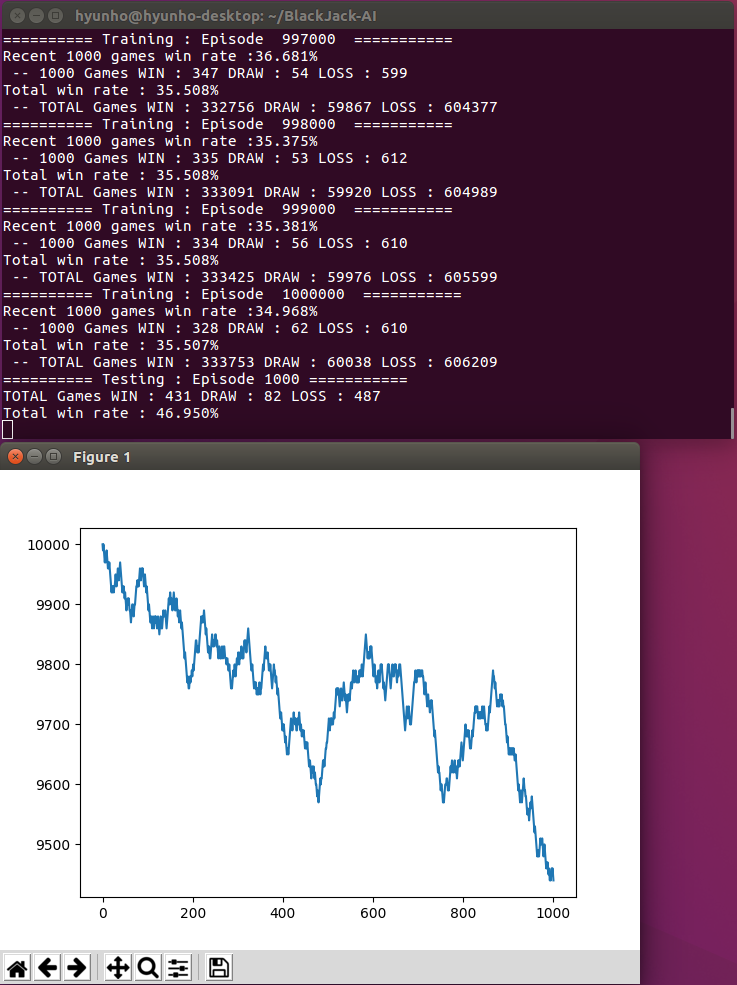 hyunho@hyunho-desktop: ~/BlackJack-AI
========== Training : Episode  997000  ===========
Recent 1000 games win rate :36.681%
 -- 1000 Games WIN : 347 DRAW : 54 LOSS : 599
Total win rate : 35.508%
 -- TOTAL Games WIN : 332756 DRAW : 59867 LOSS : 604377
========== Training : Episode  998000  ===========
Recent 1000 games win rate :35.375%
 -- 1000 Games WIN : 335 DRAW : 53 LOSS : 612
Total win rate : 35.508%
 -- TOTAL Games WIN : 333091 DRAW : 59920 LOSS : 604989
========== Training : Episode  999000  ===========
Recent 1000 games win rate :35.381%
 -- 1000 Games WIN : 334 DRAW : 56 LOSS : 610
Total win rate : 35.508%
 -- TOTAL Games WIN : 333425 DRAW : 59976 LOSS : 605599
========== Training : Episode  1000000  ===========
Recent 1000 games win rate :34.968%
 -- 1000 Games WIN : 328 DRAW : 62 LOSS : 610
Total win rate : 35.507%
 -- TOTAL Games WIN : 333753 DRAW : 60038 LOSS : 606209
========== Testing : Episode 1000 ===========
TOTAL Games WIN : 431 DRAW : 82 LOSS : 487
Total win rate : 46.950%
Figure 1
10000
9900
9800
9700
9600
9500
0 200 400 600 800 1000